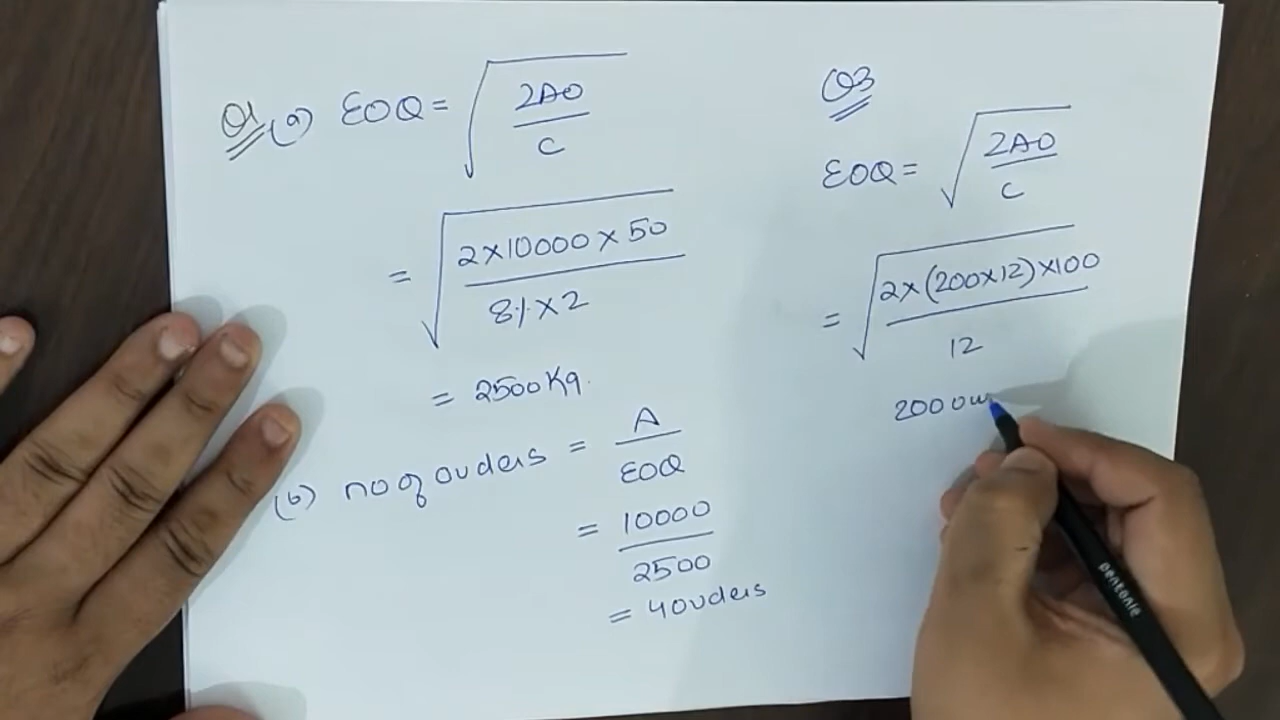 Q1 (a) EOQ = √(2AO / C)
= √(2×10000×50 / 8%×2)
= 2500 Kg.
(b) no of orders = A / EOQ
= 10000 / 2500
= 4 orders
Q3
EOQ = √(2AO / C)
= √(2×(200×12)×100 / 12)
200
pentonic